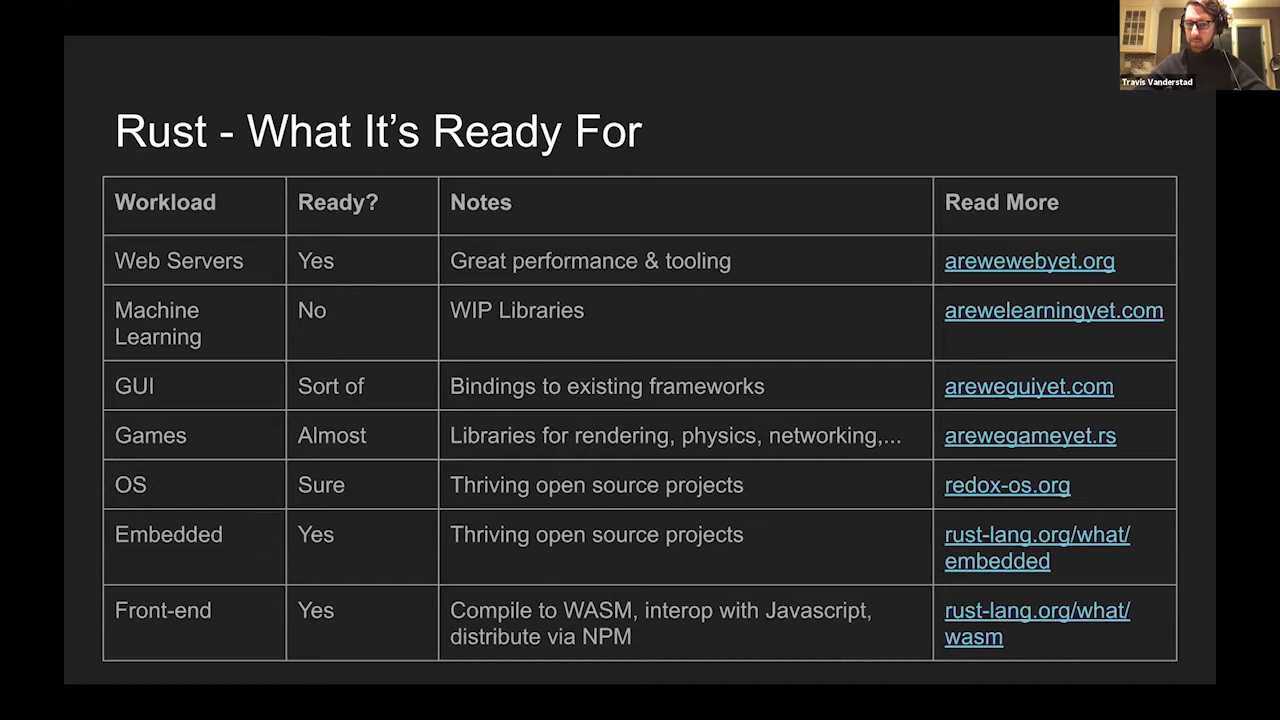 Travis Vanderstad
Rust - What It's Ready For
Workload Ready? Notes Read More
Web Servers Yes Great performance & tooling arewewebyet.org
Machine No WIP Libraries arewelearningyet.com
Learning
GUI Sort of Bindings to existing frameworks areweguiyet.com
Games Almost Libraries for rendering, physics, networking,... arewegameyet.rs
OS Sure Thriving open source projects redox-os.org
Embedded Yes Thriving open source projects rust-lang.org/what/
embedded
Front-end Yes Compile to WASM, interop with Javascript, rust-lang.org/what/
distribute via NPM wasm